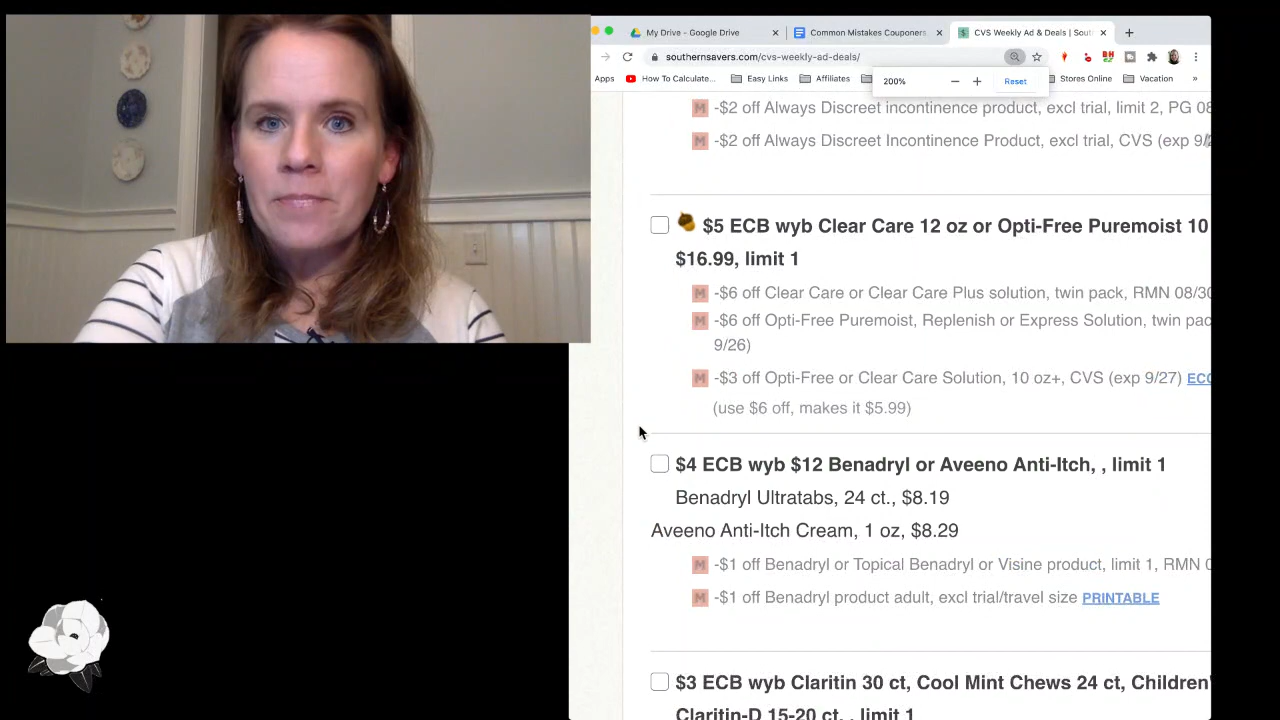 My Drive - Google Drive
Common Mistakes Couponers
CVS Weekly Ad & Deals | Sout
southernsavers.com/cvs-weekly-ad-deals/
Apps How To Calculate... Easy Links Affiliates Stores Online Vacation »
200% Reset
M -$2 off Always Discreet incontinence product, excl trial, limit 2, PG 08
M -$2 off Always Discreet Incontinence Product, excl trial, CVS (exp 9/
$5 ECB wyb Clear Care 12 oz or Opti-Free Puremoist 10
$16.99, limit 1
M -$6 off Clear Care or Clear Care Plus solution, twin pack, RMN 08/30
M -$6 off Opti-Free Puremoist, Replenish or Express Solution, twin pac
9/26)
M -$3 off Opti-Free or Clear Care Solution, 10 oz+, CVS (exp 9/27) ECC
(use $6 off, makes it $5.99)
$4 ECB wyb $12 Benadryl or Aveeno Anti-Itch, , limit 1
Benadryl Ultratabs, 24 ct., $8.19
Aveeno Anti-Itch Cream, 1 oz, $8.29
M -$1 off Benadryl or Topical Benadryl or Visine product, limit 1, RMN
M -$1 off Benadryl product adult, excl trial/travel size PRINTABLE
$3 ECB wyb Claritin 30 ct, Cool Mint Chews 24 ct, Children'
Claritin-D 15-20 ct, , limit 1